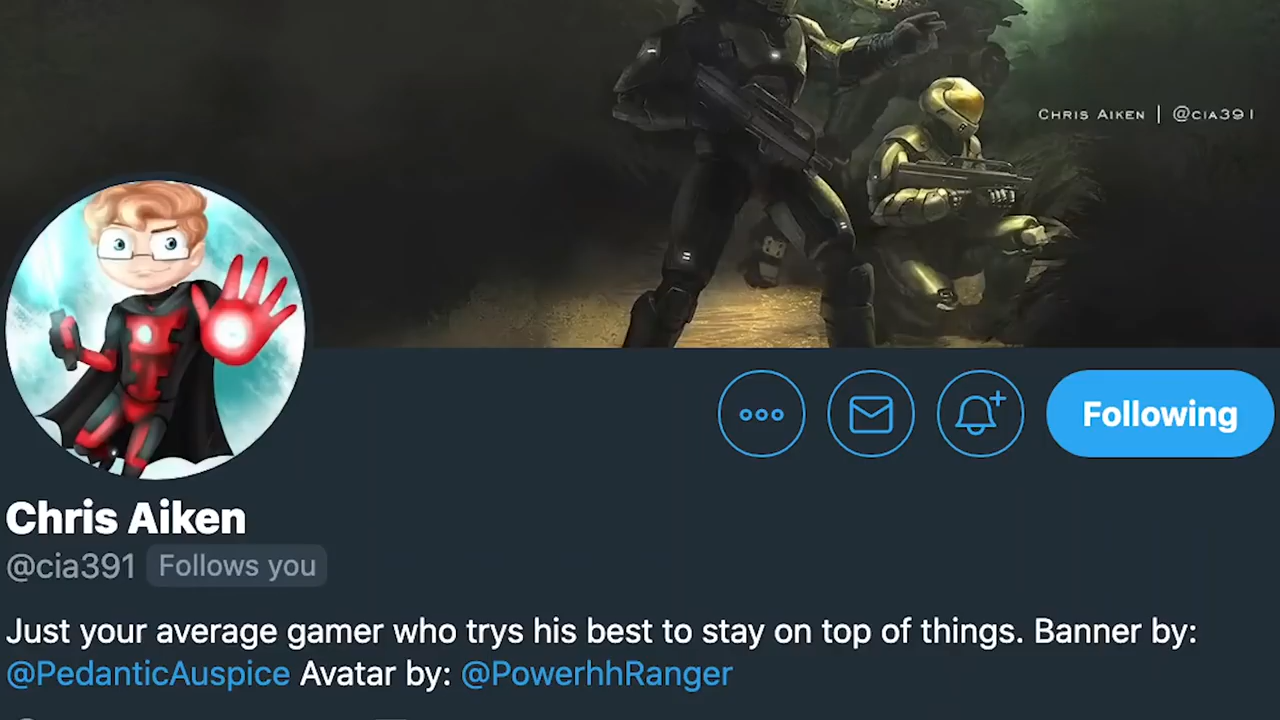 CHRIS AIKEN | @CIA391
Following
Chris Aiken
@cia391 Follows you
Just your average gamer who trys his best to stay on top of things. Banner by:
@PedanticAuspice Avatar by: @PowerhhRanger